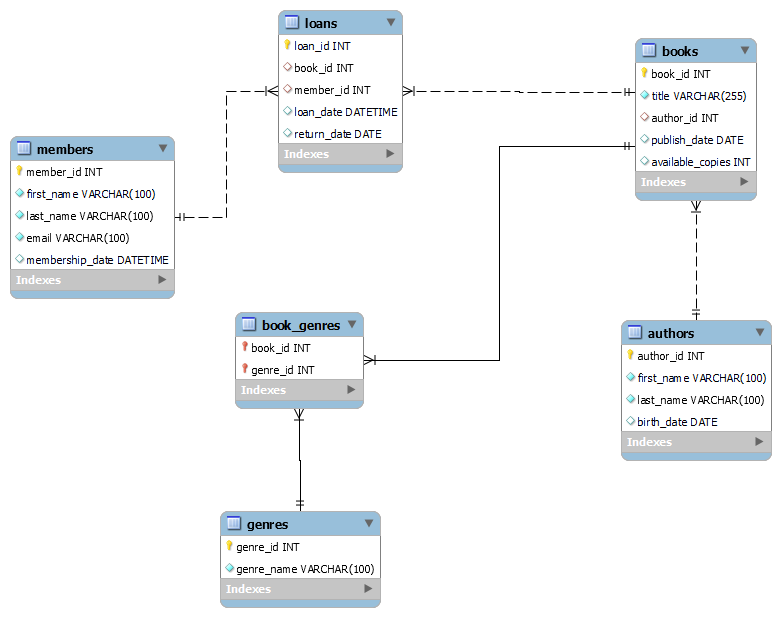 loans
loan_id INT
book_id INT
member_id INT
loan_date DATETIME
return_date DATE
Indexes
books
book_id INT
title VARCHAR(255)
author_id INT
publish_date DATE
available_copies INT
Indexes
members
member_id INT
first_name VARCHAR(100)
last_name VARCHAR(100)
email VARCHAR(100)
membership_date DATETIME
Indexes
book_genres
book_id INT
genre_id INT
Indexes
authors
author_id INT
first_name VARCHAR(100)
last_name VARCHAR(100)
birth_date DATE
Indexes
genres
genre_id INT
genre_name VARCHAR(100)
Indexes